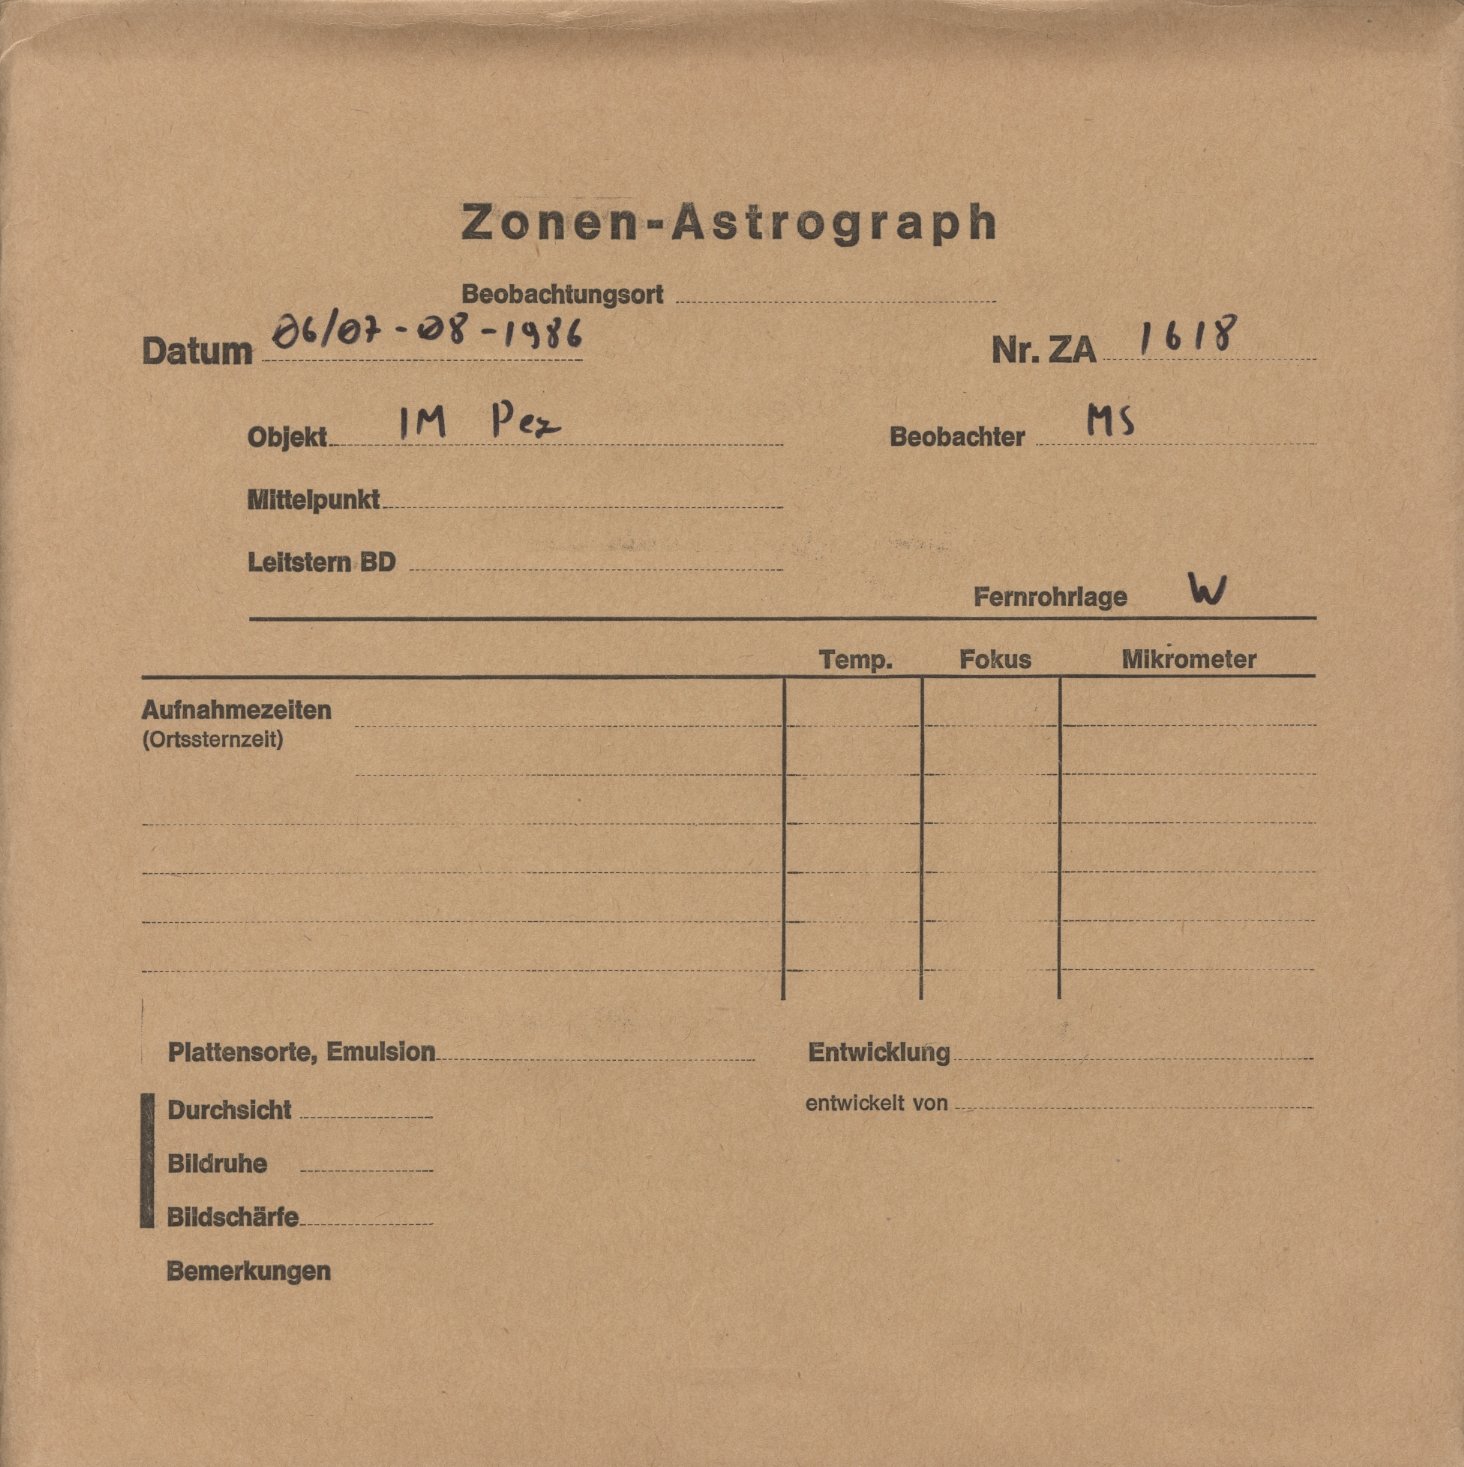 Zonen-Astrograph
Beobachtungsort
Datum 06/07-08-1986
Nr. ZA 1618
Objekt IM Peg
Beobachter MS
Mittelpunkt
Leitstern BD
Fernrohrlage W
Temp. Fokus Mikrometer
Aufnahmezeiten
(Ortssternzeit)
Plattensorte, Emulsion
Entwicklung
Durchsicht
entwickelt von
Bildruhe
Bildschärfe
Bemerkungen